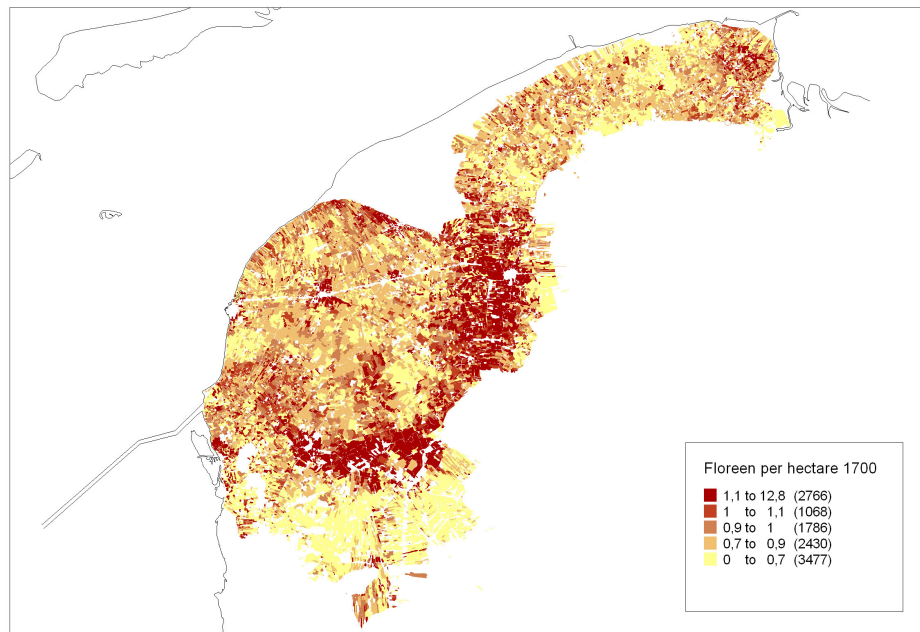 Floreen per hectare 1700
1,1 to 12,8 (2766)
1 to 1,1 (1068)
0,9 to 1 (1786)
0,7 to 0,9 (2430)
0 to 0,7 (3477)